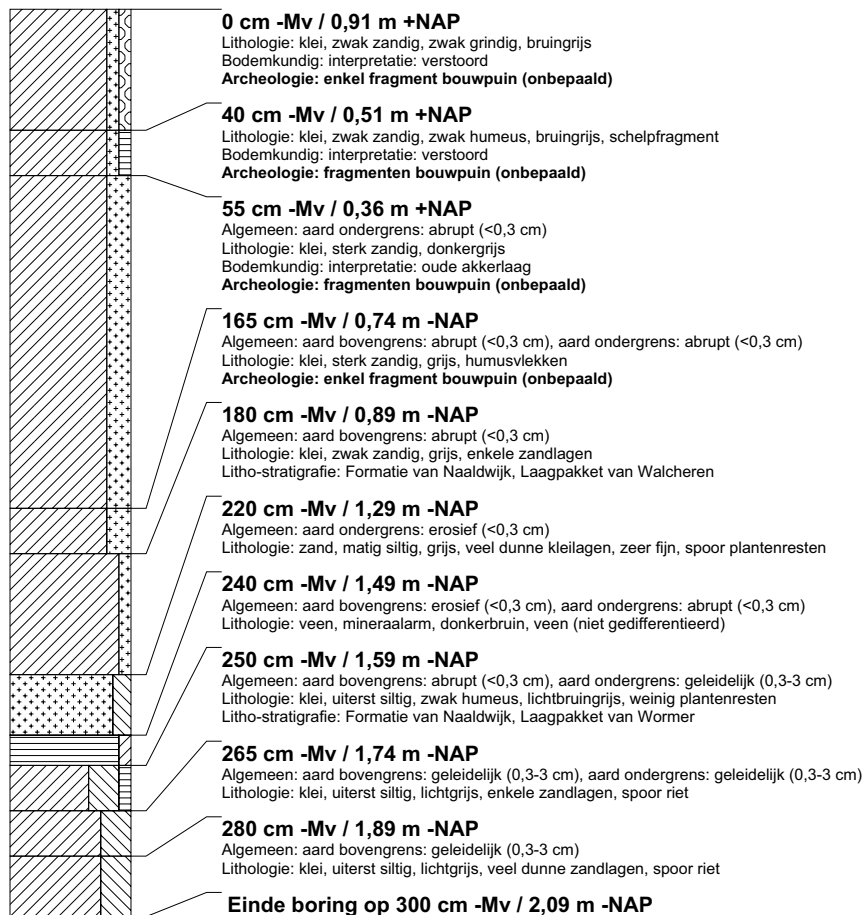 0 cm -Mv / 0,91 m +NAP
Lithologie: klei, zwak zandig, zwak grindig, bruingrijs
Bodemkundig: interpretatie: verstoord
Archeologie: enkel fragment bouwpuin (onbepaald)
40 cm -Mv / 0,51 m +NAP
Lithologie: klei, zwak zandig, zwak humeus, bruingrijs, schelpfragment
Bodemkundig: interpretatie: verstoord
Archeologie: fragmenten bouwpuin (onbepaald)
55 cm -Mv / 0,36 m +NAP
Algemeen: aard ondergrens: abrupt (<0,3 cm)
Lithologie: klei, sterk zandig, donkergrijs
Bodemkundig: interpretatie: oude akkerlaag
Archeologie: fragmenten bouwpuin (onbepaald)
165 cm -Mv / 0,74 m -NAP
Algemeen: aard bovengrens: abrupt (<0,3 cm), aard ondergrens: abrupt (<0,3 cm)
Lithologie: klei, sterk zandig, grijs, humusvlekken
Archeologie: enkel fragment bouwpuin (onbepaald)
180 cm -Mv / 0,89 m -NAP
Algemeen: aard bovengrens: abrupt (<0,3 cm)
Lithologie: klei, zwak zandig, grijs, enkele zandlagen
Litho-stratigrafie: Formatie van Naaldwijk, Laagpakket van Walcheren
220 cm -Mv / 1,29 m -NAP
Algemeen: aard ondergrens: erosief (<0,3 cm)
Lithologie: zand, matig siltig, grijs, veel dunne kleilagen, zeer fijn, spoor plantenresten
240 cm -Mv / 1,49 m -NAP
Algemeen: aard bovengrens: erosief (<0,3 cm), aard ondergrens: abrupt (<0,3 cm)
Lithologie: veen, mineraalarm, donkerbruin, veen (niet gedifferentieerd)
250 cm -Mv / 1,59 m -NAP
Algemeen: aard bovengrens: abrupt (<0,3 cm), aard ondergrens: geleidelijk (0,3-3 cm)
Lithologie: klei, uiterst siltig, zwak humeus, lichtbruingrijs, weinig plantenresten
Litho-stratigrafie: Formatie van Naaldwijk, Laagpakket van Wormer
265 cm -Mv / 1,74 m -NAP
Algemeen: aard bovengrens: geleidelijk (0,3-3 cm), aard ondergrens: geleidelijk (0,3-3 cm)
Lithologie: klei, uiterst siltig, lichtgrijs, enkele zandlagen, spoor riet
280 cm -Mv / 1,89 m -NAP
Algemeen: aard bovengrens: geleidelijk (0,3-3 cm)
Lithologie: klei, uiterst siltig, lichtgrijs, veel dunne zandlagen, spoor riet
Einde boring op 300 cm -Mv / 2,09 m -NAP